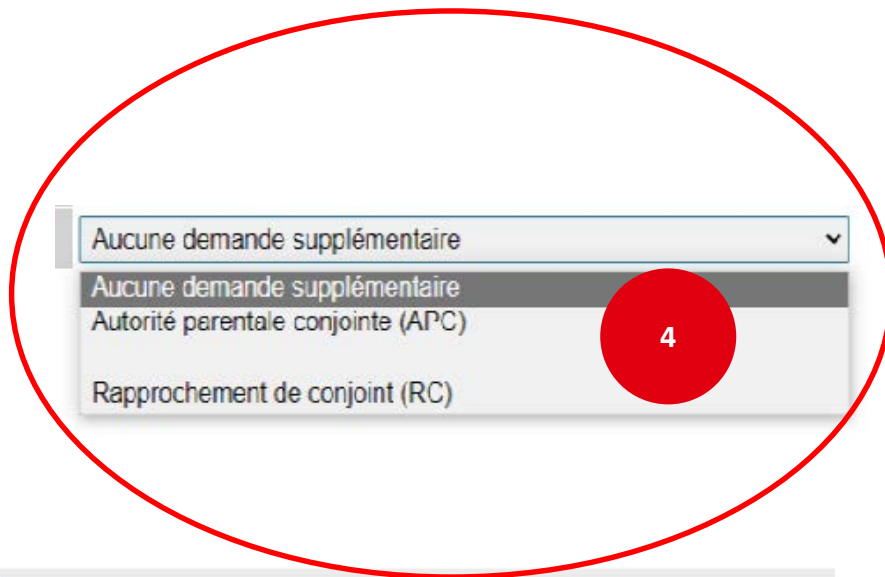 Aucune demande supplémentaire
Aucune demande supplémentaire
Autorité parentale conjointe (APC)
4
Rapprochement de conjoint (RC)